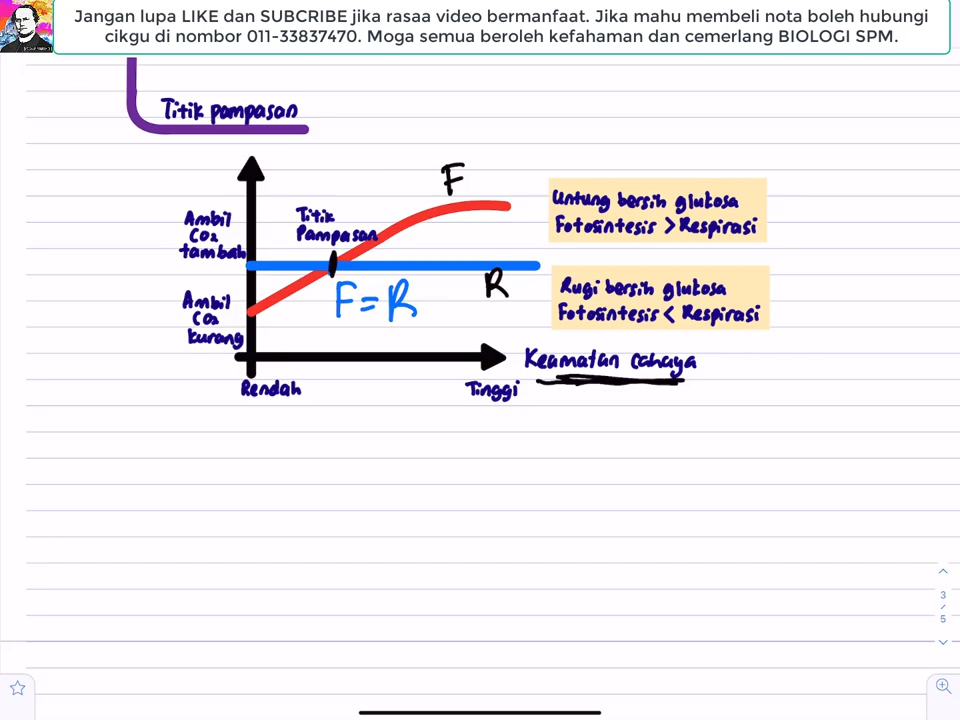 Jangan lupa LIKE dan SUBCRIBE jika rasaa video bermanfaat. Jika mahu membeli nota boleh hubungi
cikgu di nombor 011-33837470. Moga semua beroleh kefahaman dan cemerlang BIOLOGI SPM.
Titik pampasan
F
Ambil
CO2
tambah
Titik
Pampasan
Untung bersih glukosa
Fotosintesis > Respirasi
R
F = R
Ambil
CO2
kurang
Rugi bersih glukosa
Fotosintesis < Respirasi
Keamatan cahaya
Rendah
Tinggi
3
/
5